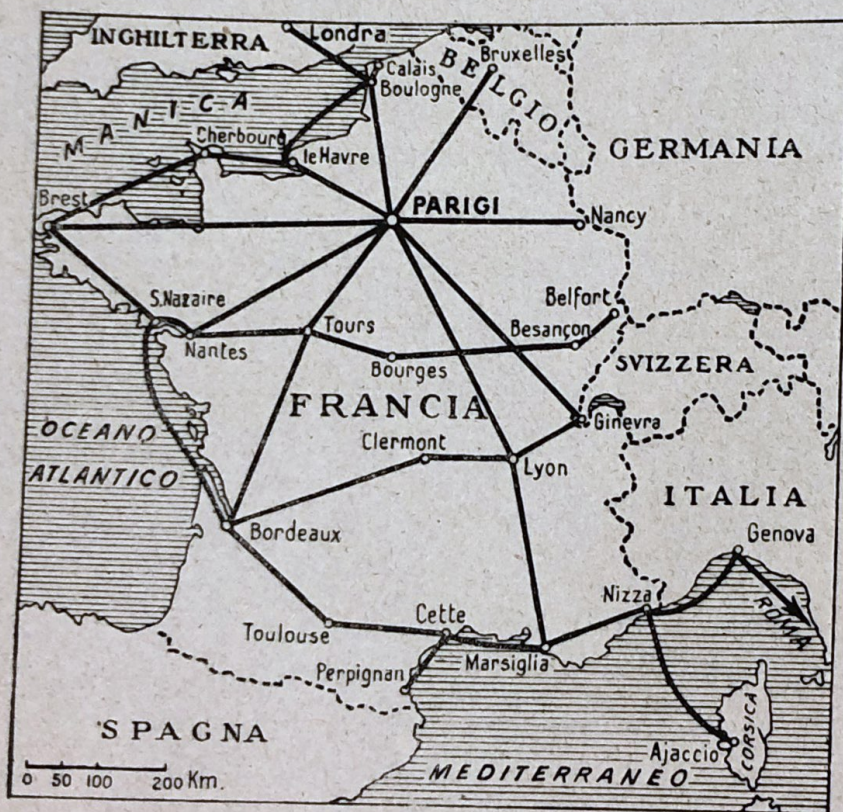 INGHILTERRA
Londra
Calais
Boulogne
BELGIO
Bruxelles
MANICA
Cherbourg
le Havre
GERMANIA
Brest
PARIGI
Nancy
S. Nazaire
Nantes
Tours
Belfort
Besançon
Bourges
SVIZZERA
FRANCIA
Ginevra
OCEANO
ATLANTICO
Clermont
Lyon
ITALIA
Bordeaux
Genova
Nizza
ROMA
Toulouse
Cette
Marsiglia
Perpignan
SPAGNA
Ajaccio
CORSICA
MEDITERRANEO
0 50 100 200 Km.